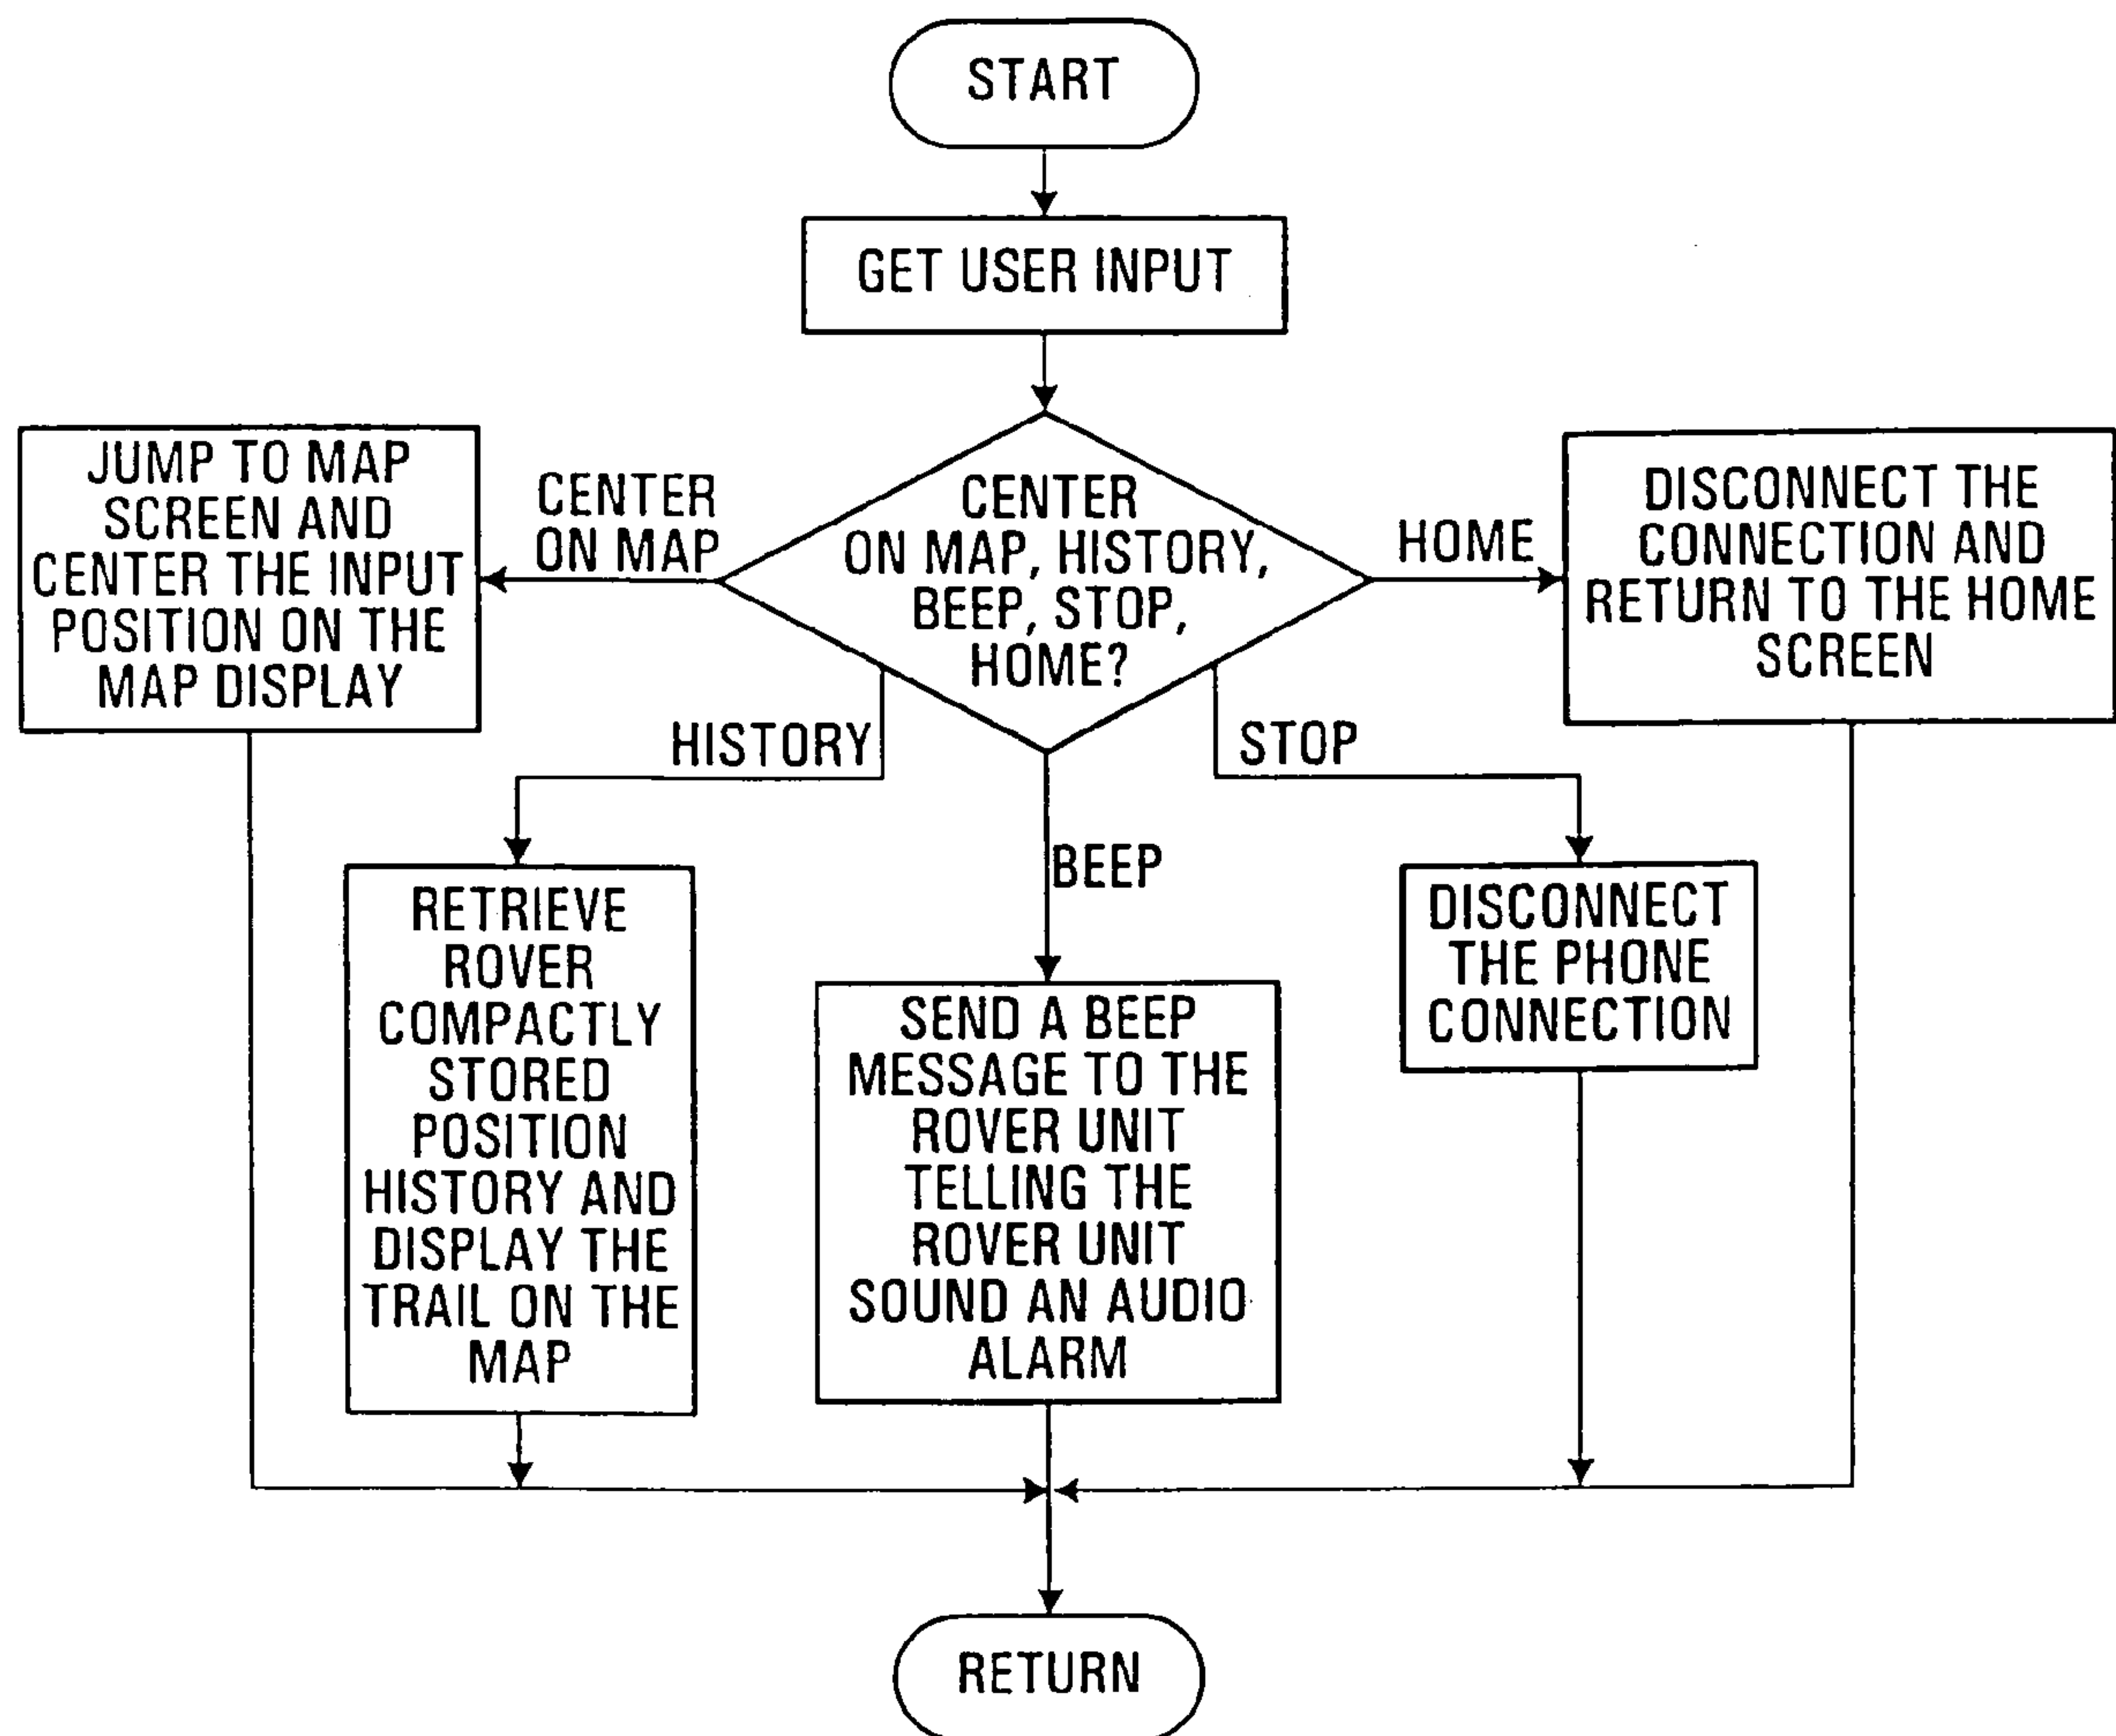 START
GET USER INPUT
CENTER
ON MAP, HISTORY,
BEEP, STOP,
HOME?
CENTER
ON MAP
JUMP TO MAP
SCREEN AND
CENTER THE INPUT
POSITION ON THE
MAP DISPLAY
HOME
DISCONNECT THE
CONNECTION AND
RETURN TO THE HOME
SCREEN
HISTORY
RETRIEVE
ROVER
COMPACTLY
STORED
POSITION
HISTORY AND
DISPLAY THE
TRAIL ON THE
MAP
BEEP
SEND A BEEP
MESSAGE TO THE
ROVER UNIT
TELLING THE
ROVER UNIT
SOUND AN AUDIO
ALARM
STOP
DISCONNECT
THE PHONE
CONNECTION
RETURN